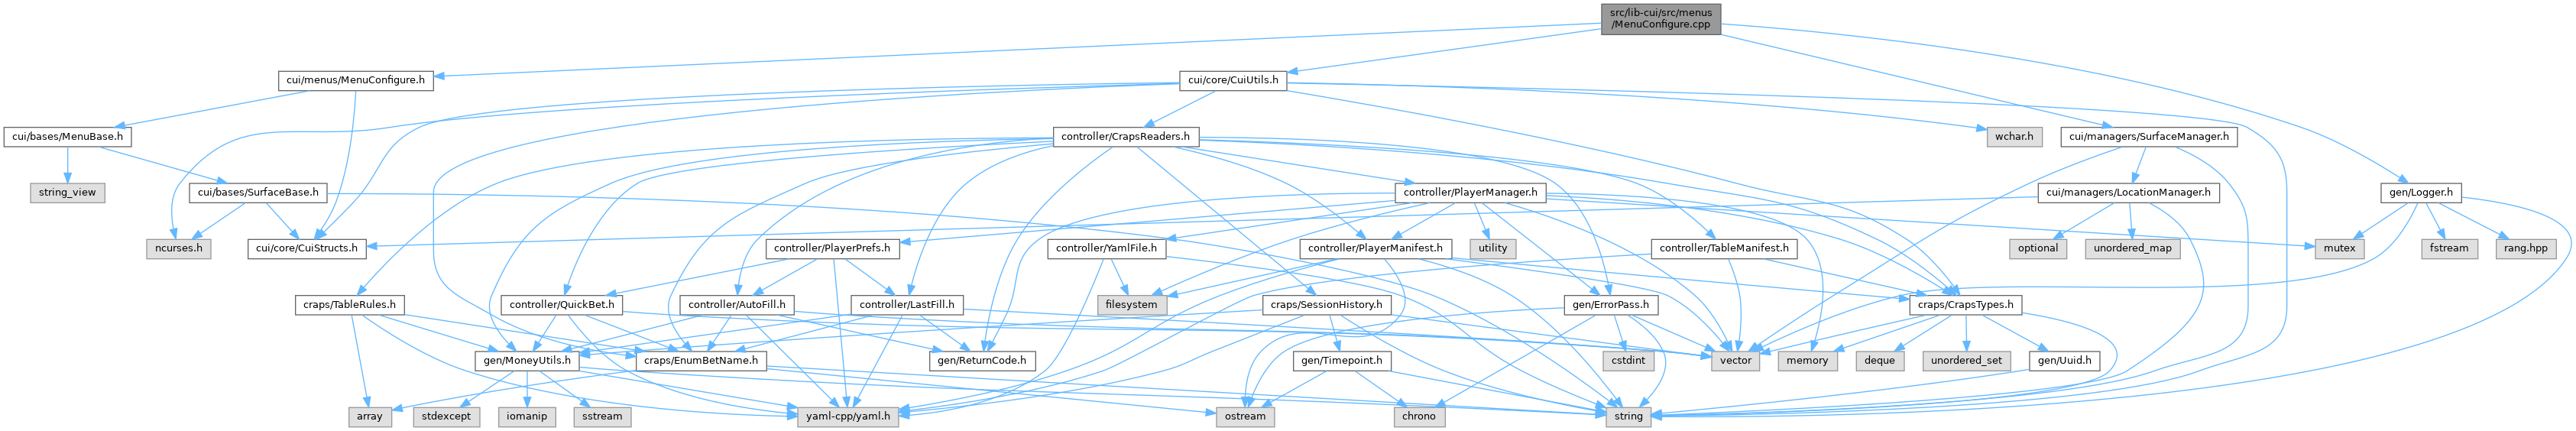 src/lib-cui/src/menus
/MenuConfigure.cpp
cui/menus/MenuConfigure.h
cui/core/CuiUtils.h
cui/bases/MenuBase.h
controller/CrapsReaders.h
wchar.h
cui/managers/SurfaceManager.h
string_view
cui/bases/SurfaceBase.h
controller/PlayerManager.h
cui/managers/LocationManager.h
gen/Logger.h
ncurses.h
cui/core/CuiStructs.h
controller/PlayerPrefs.h
controller/YamlFile.h
controller/PlayerManifest.h
utility
controller/TableManifest.h
optional
unordered_map
mutex
fstream
rang.hpp
craps/TableRules.h
controller/QuickBet.h
controller/AutoFill.h
controller/LastFill.h
filesystem
craps/SessionHistory.h
gen/ErrorPass.h
craps/CrapsTypes.h
gen/MoneyUtils.h
craps/EnumBetName.h
gen/ReturnCode.h
gen/Timepoint.h
cstdint
vector
memory
deque
unordered_set
gen/Uuid.h
array
stdexcept
iomanip
sstream
yaml-cpp/yaml.h
ostream
chrono
string